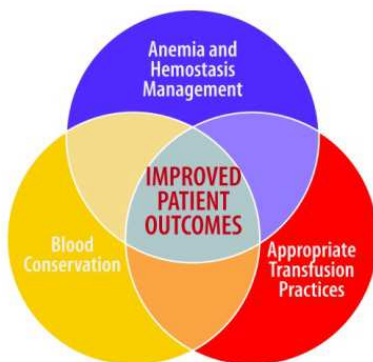 Anemia and
Hemostasis
Management
IMPROVED
PATIENT
OUTCOMES
Blood
Conservation
Appropriate
Transfusion
Practices